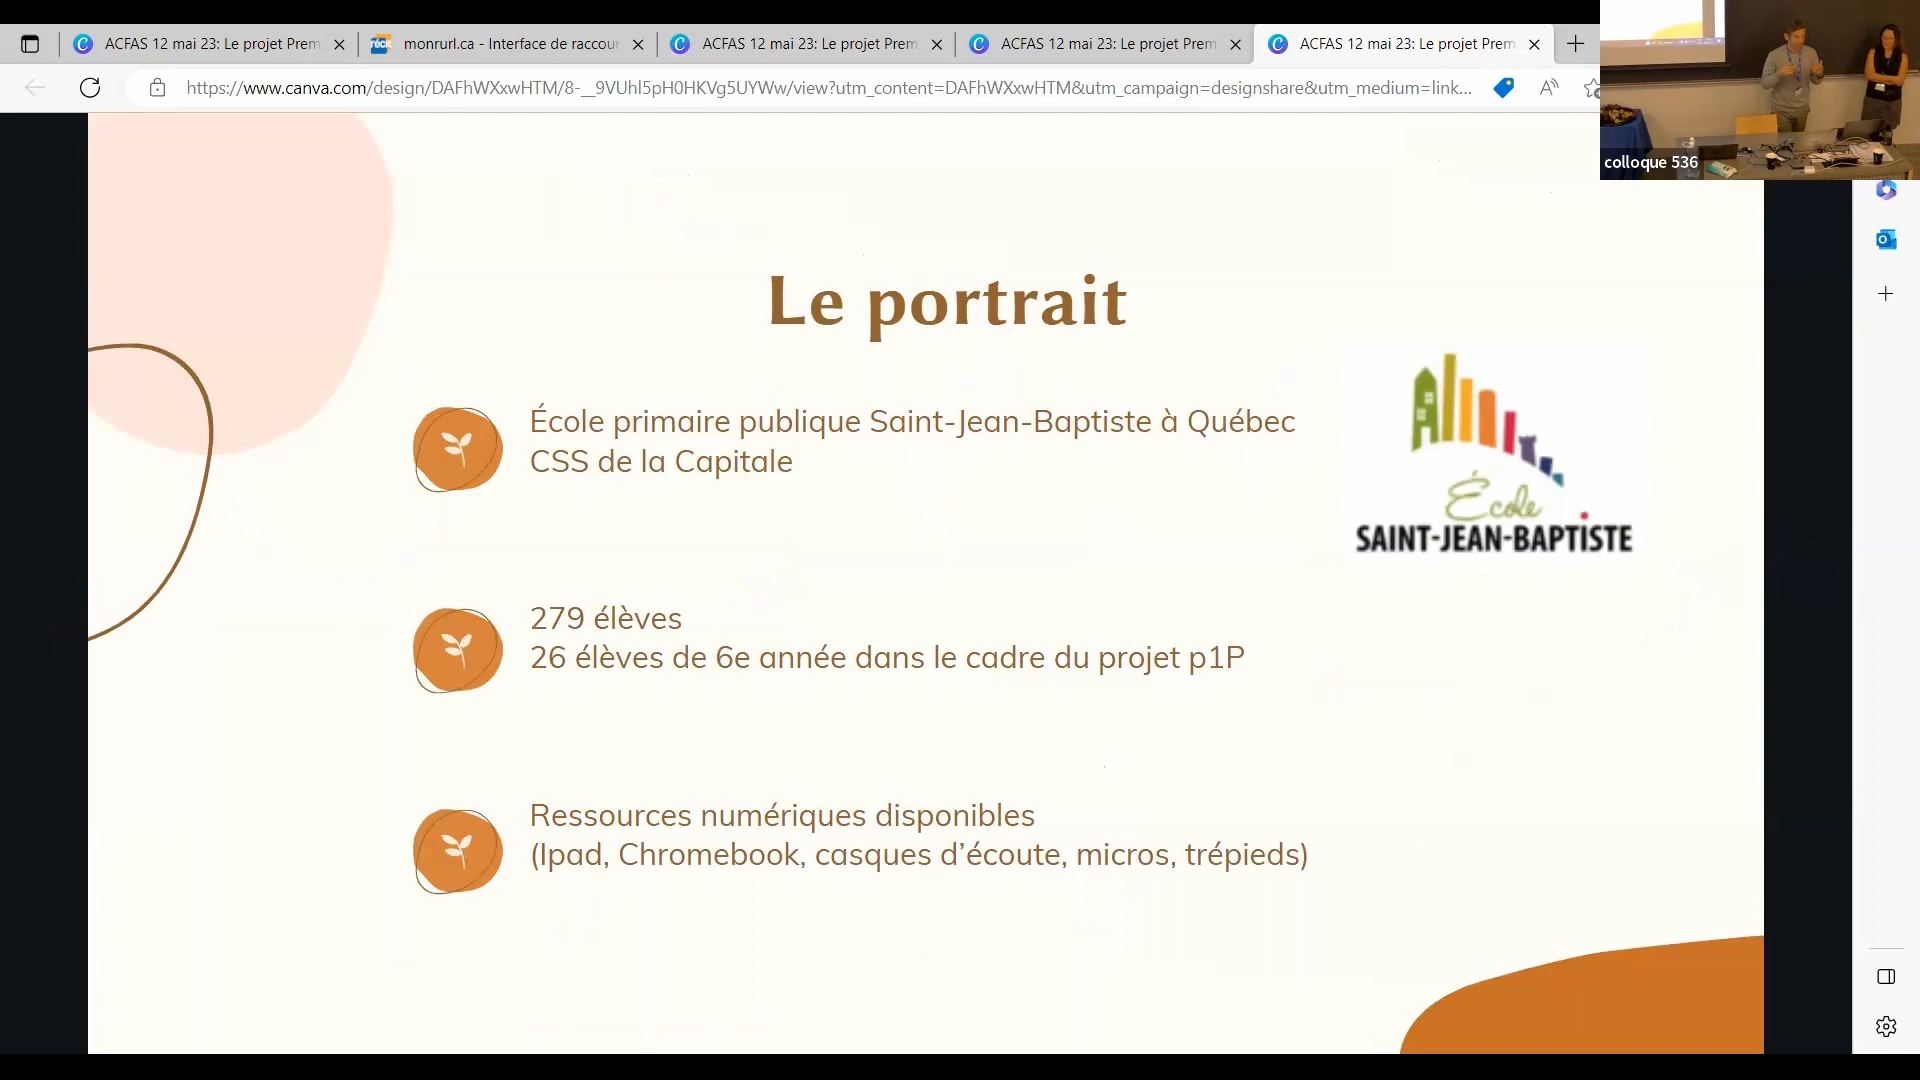 ACFAS 12 mai 23: Le projet Prem
monrurl.ca - Interface de raccour
ACFAS 12 mai 23: Le projet Prem
ACFAS 12 mai 23: Le projet Prem
ACFAS 12 mai 23: Le projet Prem
https://www.canva.com/design/DAFhWXxwHTM/8-__9VUhl5pH0HKVg5UYWw/view?utm_content=DAFhWXxwHTM&utm_campaign=designshare&utm_medium=link...
colloque 536
Le portrait
École primaire publique Saint-Jean-Baptiste à Québec
CSS de la Capitale
École
SAINT-JEAN-BAPTISTE
279 élèves
26 élèves de 6e année dans le cadre du projet p1P
Ressources numériques disponibles
(Ipad, Chromebook, casques d'écoute, micros, trépieds)